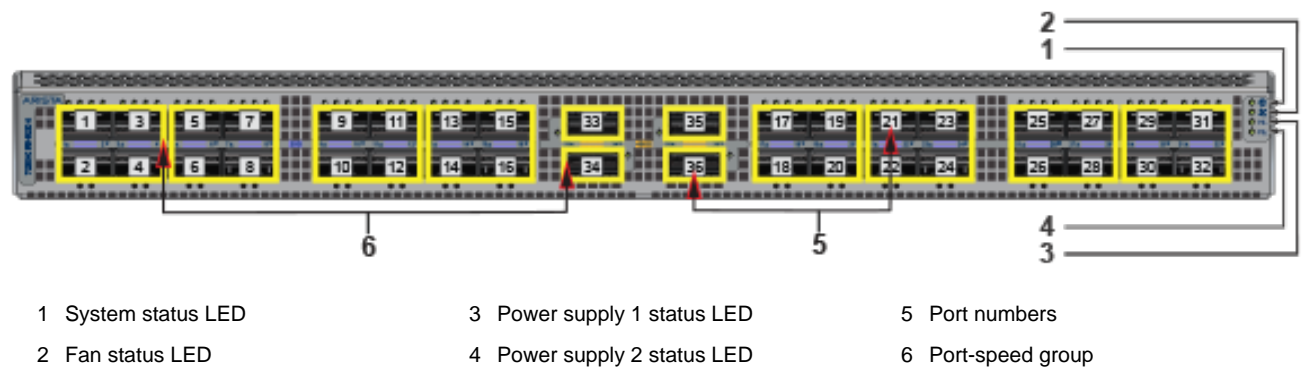 2
1
ARISTA
1 3 5 7 9 11 13 15 33 35 17 19 21 23 25 27 29 31
2 4 6 8 10 12 14 16 34 36 18 20 22 24 26 28 30 32
6
5
4
3
1 System status LED 3 Power supply 1 status LED 5 Port numbers
2 Fan status LED 4 Power supply 2 status LED 6 Port-speed group